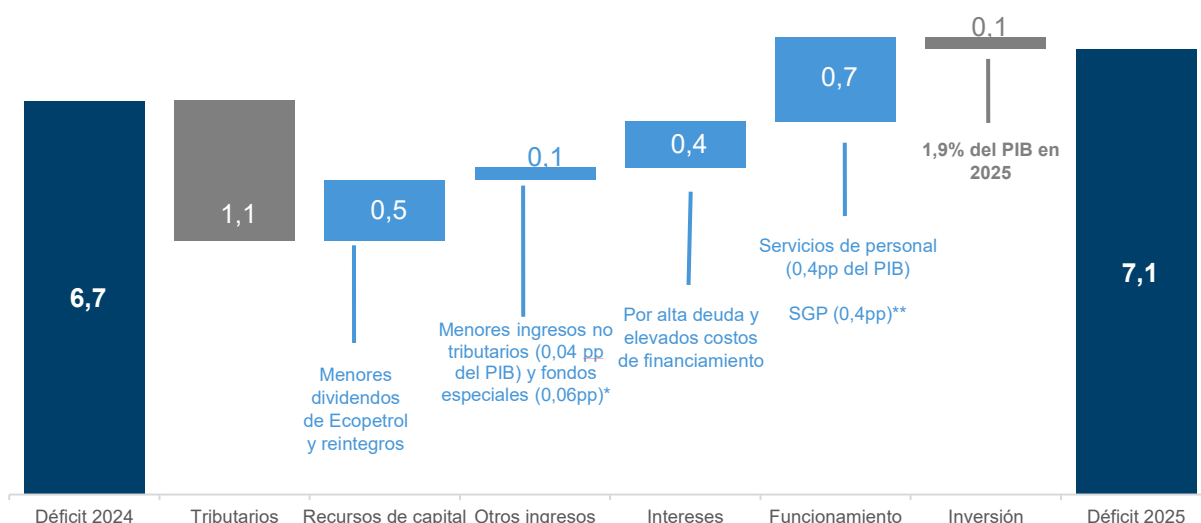 6,7
1,1
0,5
Menores
dividendos
de Ecopetrol
y reintegros
0,1
Menores ingresos no
tributarios (0,04 pp
del PIB) y fondos
especiales (0,06pp)*
0,4
Por alta deuda y
elevados costos
de financiamiento
0,7
Servicios de personal
(0,4pp del PIB)
SGP (0,4pp)**
0,1
1,9% del PIB en
2025
7,1
Déficit 2024 Tributarios Recursos de capital Otros ingresos Intereses Funcionamiento Inversión Déficit 2025